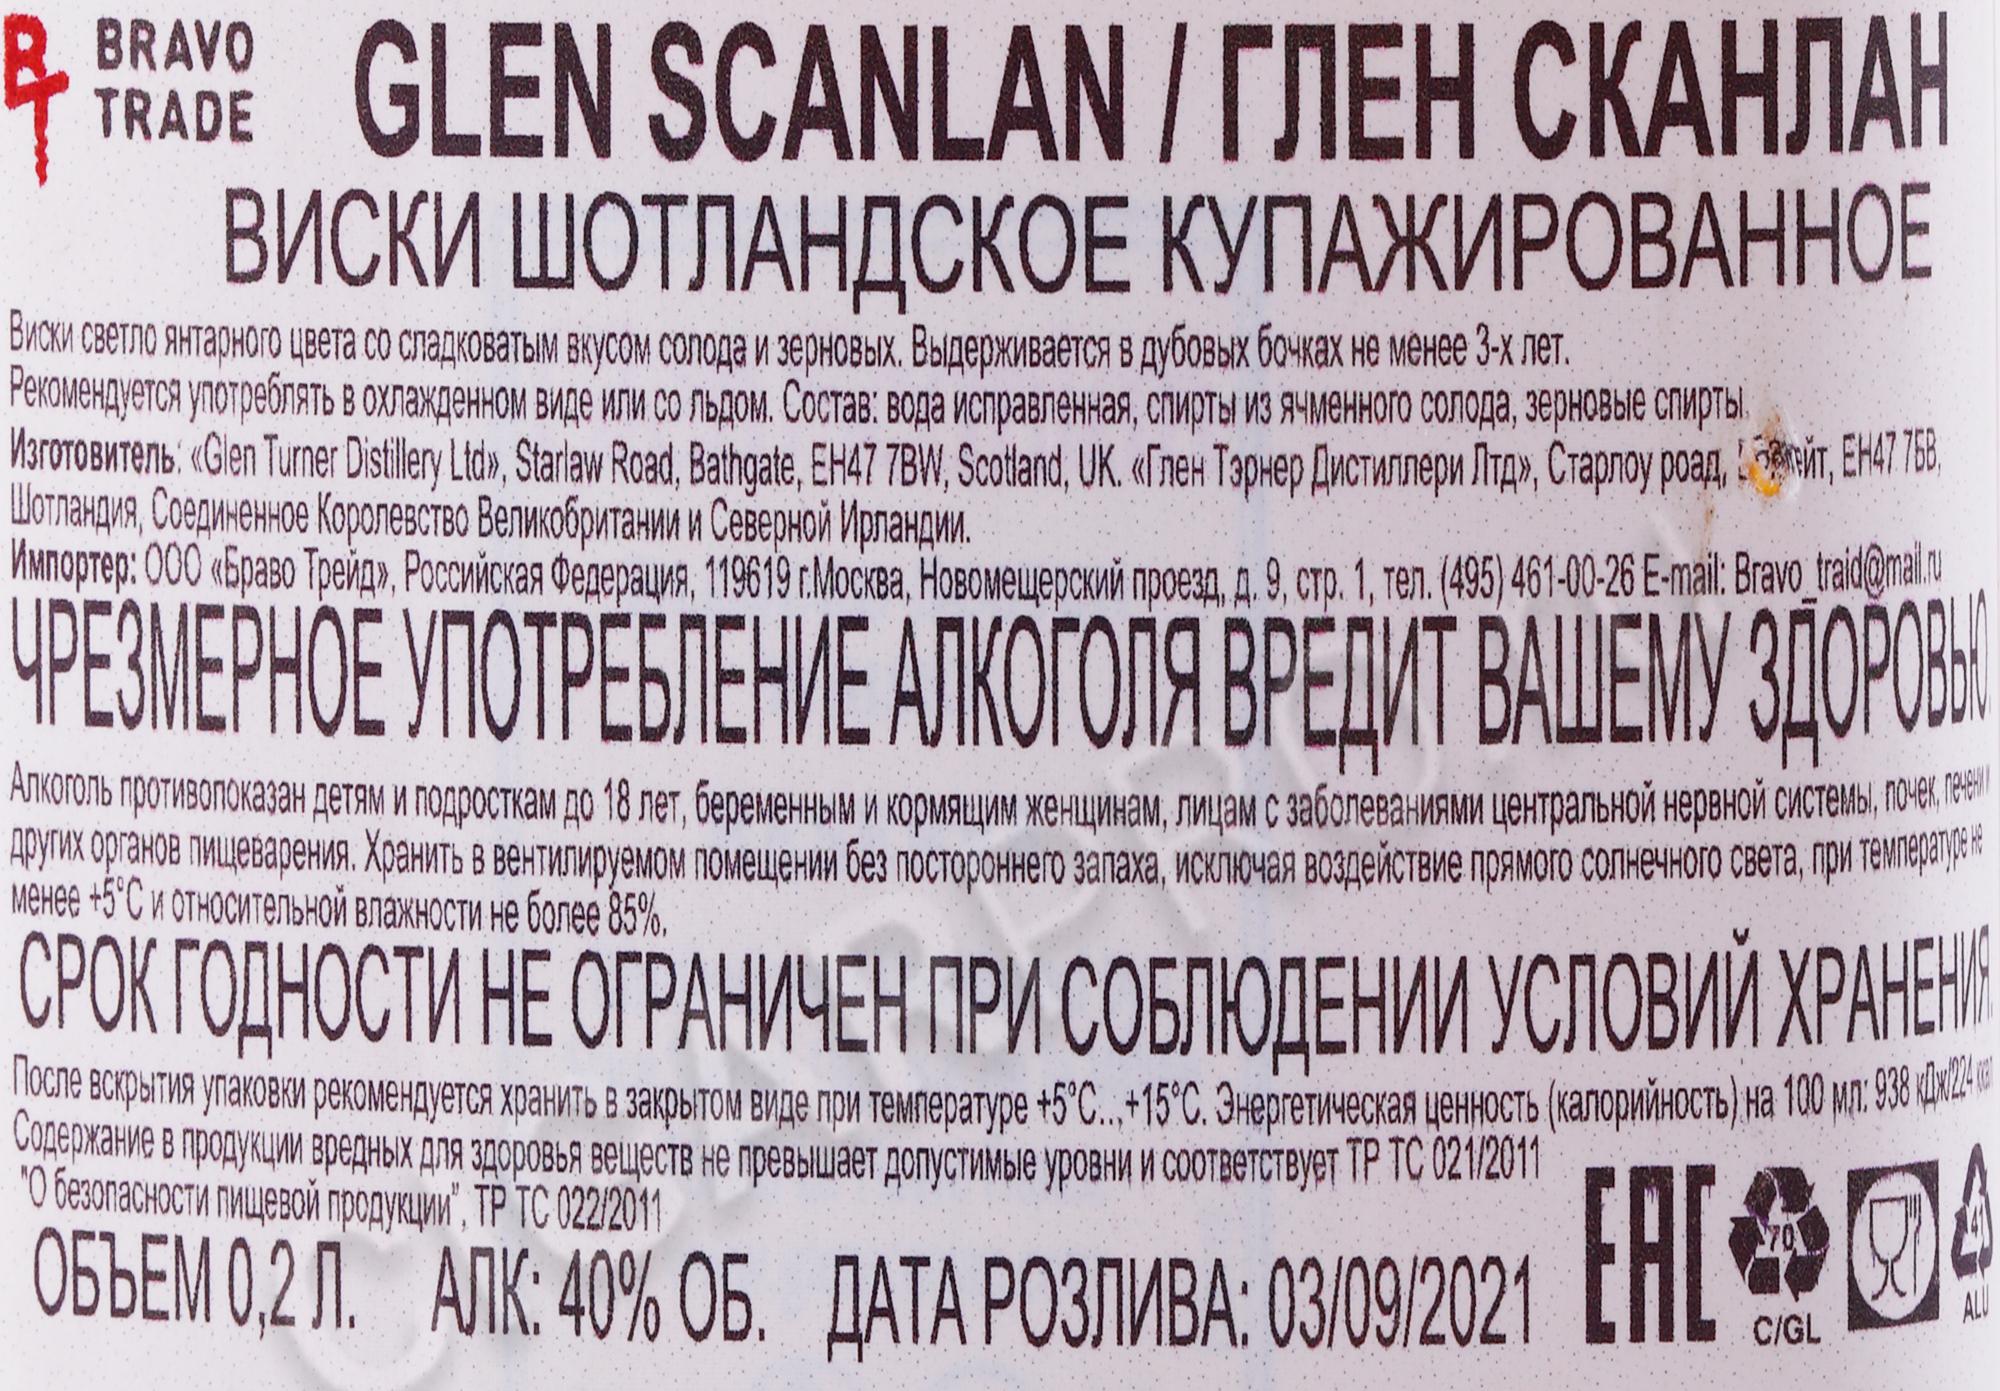 BRAVO
TRADE
GLEN SCANLAN / ГЛЕН СКАНЛАН
ВИСКИ ШОТЛАНДСКОЕ КУПАЖИРОВАННОЕ
Виски светло янтарного цвета со сладковатым вкусом солода и зерновых. Выдерживается в дубовых бочках не менее 3-х лет.
Рекомендуется употреблять в охлажденном виде или со льдом. Состав: вода исправленная, спирты из ячменного солода, зерновые спирты.
Изготовитель: «Glen Turner Distillery Ltd», Starlaw Road, Bathgate, EH47 7BW, Scotland, UK. «Глен Тэрнер Дистиллери Лтд», Старлоу роад, ЕН47 7БВ,
Шотландия, Соединенное Королевство Великобритании и Северной Ирландии.
Импортер: ООО «Браво Трейд», Российская Федерация, 119619 г.Москва, Новомещерский проезд, д. 9, стр. 1, тел. (495) 461-00-26 E-mail: Bravo_traid@mail.ru
ЧРЕЗМЕРНОЕ УПОТРЕБЛЕНИЕ АЛКОГОЛЯ ВРЕДИТ ВАШЕМУ ЗДОРОВЬЮ.
Алкоголь противопоказан детям и подросткам до 18 лет, беременным и кормящим женщинам, лицам с заболеваниями центральной нервной системы, почек, печени и
других органов пищеварения. Хранить в вентилируемом помещении без постороннего запаха, исключая воздействие прямого солнечного света, при температуре не
менее +5°С и относительной влажности не более 85%.
СРОК ГОДНОСТИ НЕ ОГРАНИЧЕН ПРИ СОБЛЮДЕНИИ УСЛОВИЙ ХРАНЕНИЯ.
После вскрытия упаковки рекомендуется хранить в закрытом виде при температуре +5°С...+15°С. Энергетическая ценность (калорийность) на 100 мл: 938 кДж/224 ккал
Содержание в продукции вредных для здоровья веществ не превышает допустимые уровни и соответствует ТР ТС 021/2011
"О безопасности пищевой продукции", ТР ТС 022/2011
ОБЪЕМ 0,2 Л. АЛК: 40% ОБ. ДАТА РОЗЛИВА: 03/09/2021
EAC
70
C/GL
41
ALU